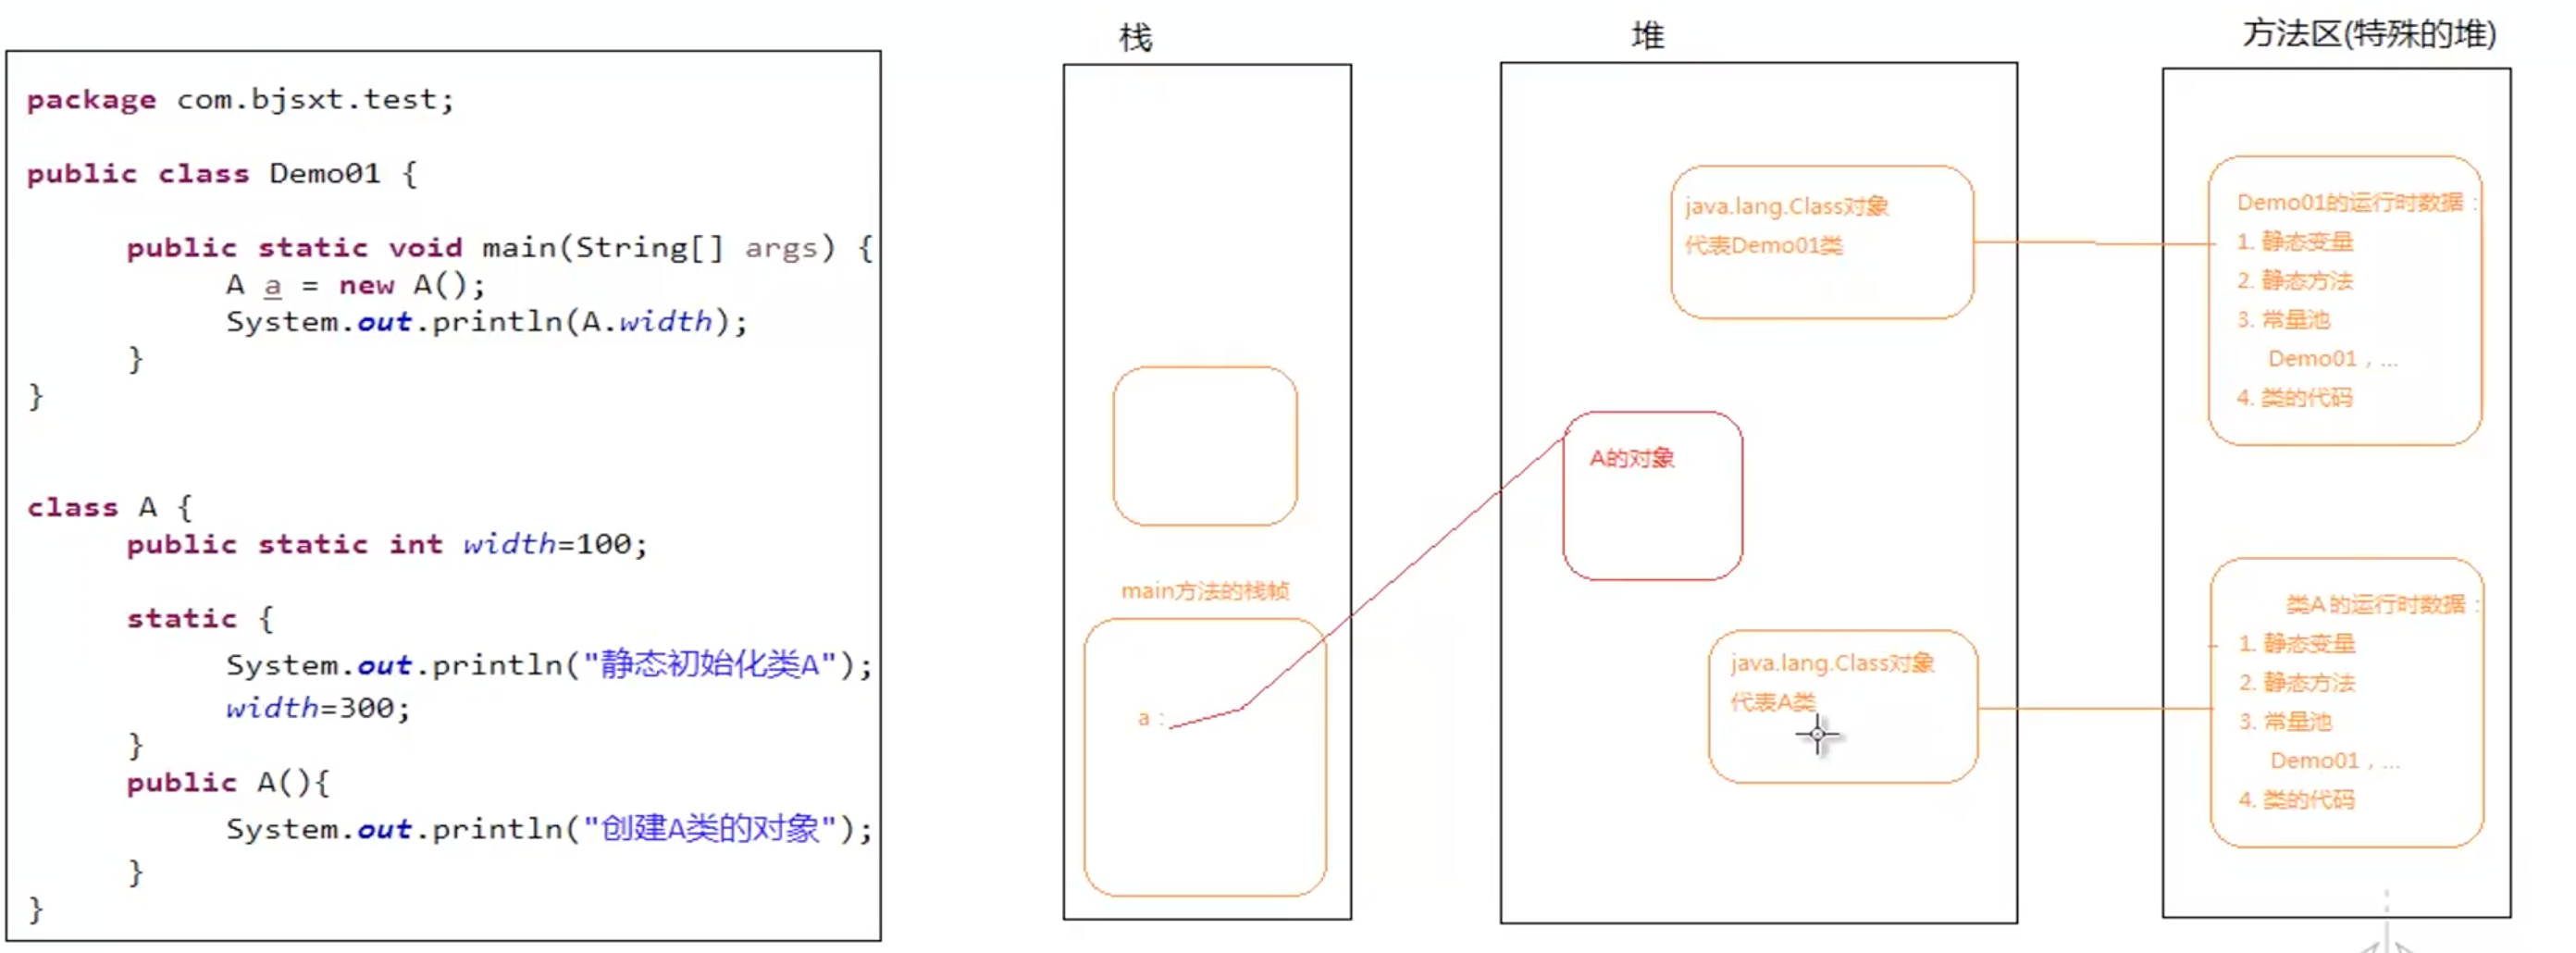 package com.bjsxt.test;
public class Demo01 {
public static void main(String[] args) {
A a = new A();
System.out.println(A.width);
}
}
class A {
public static int width=100;
static {
System.out.println("静态初始化类A");
width=300;
}
public A(){
System.out.println("创建A类的对象");
}
}
栈
main方法的栈帧
a：
堆
java.lang.Class对象
代表Demo01类
A的对象
java.lang.Class对象
代表A类
方法区(特殊的堆)
Demo01的运行时数据：
1. 静态变量
2. 静态方法
3. 常量池
Demo01，...
4. 类的代码
类A 的运行时数据：
1. 静态变量
2. 静态方法
3. 常量池
Demo01，...
4. 类的代码